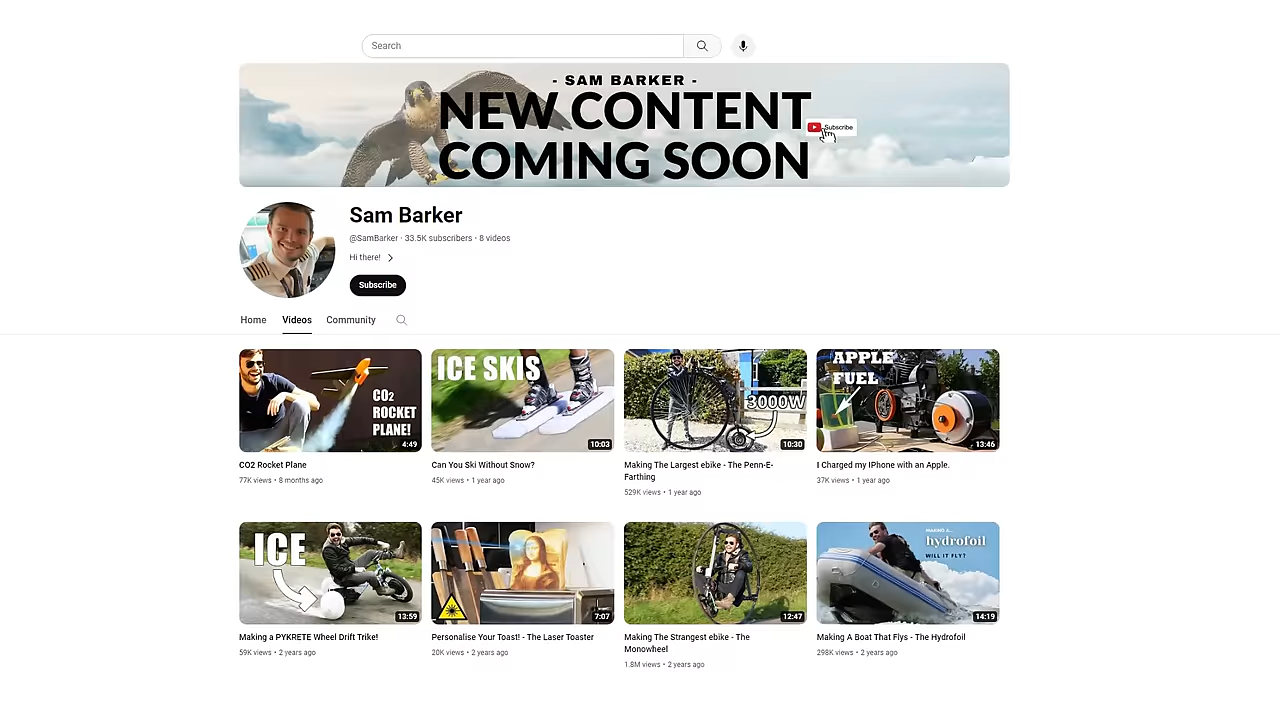 Search
- SAM BARKER -
NEW CONTENT
COMING SOON
Subscribe
Sam Barker
@SamBarker · 33.5K subscribers · 8 videos
Hi there!
Subscribe
Home Videos Community
CO2
ROCKET
PLANE!
4:49
ICE SKIS
10:03
3000W
10:30
APPLE
FUEL
13:46
CO2 Rocket Plane
77K views • 8 months ago
Can You Ski Without Snow?
45K views • 1 year ago
Making The Largest ebike - The Penn-E-
Farthing
529K views • 1 year ago
I Charged my IPhone with an Apple.
37K views • 1 year ago
ICE
13:59
7:07
12:47
MAKING A...
hydrofoil
WILL IT FLY?
14:19
Making a PYKRETE Wheel Drift Trike!
59K views • 2 years ago
Personalise Your Toast! - The Laser Toaster
20K views • 2 years ago
Making The Strangest ebike - The
Monowheel
1.8M views • 2 years ago
Making A Boat That Flys - The Hydrofoil
298K views • 2 years ago